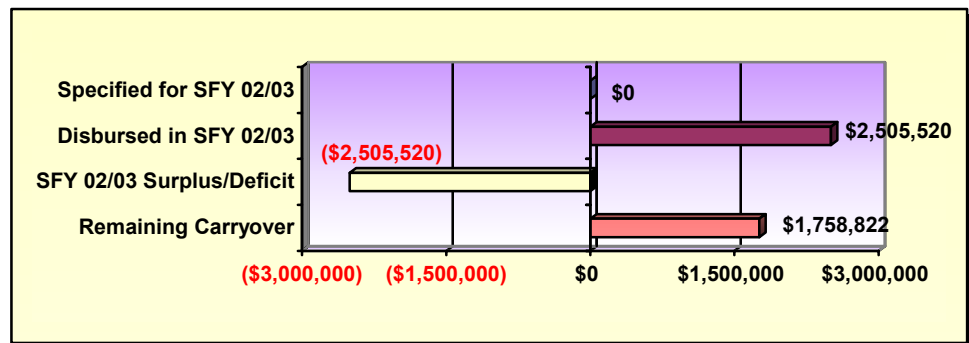 Specified for SFY 02/03
$0
Disbursed in SFY 02/03
$2,505,520
($2,505,520)
SFY 02/03 Surplus/Deficit
Remaining Carryover
$1,758,822
($3,000,000) ($1,500,000) $0 $1,500,000 $3,000,000